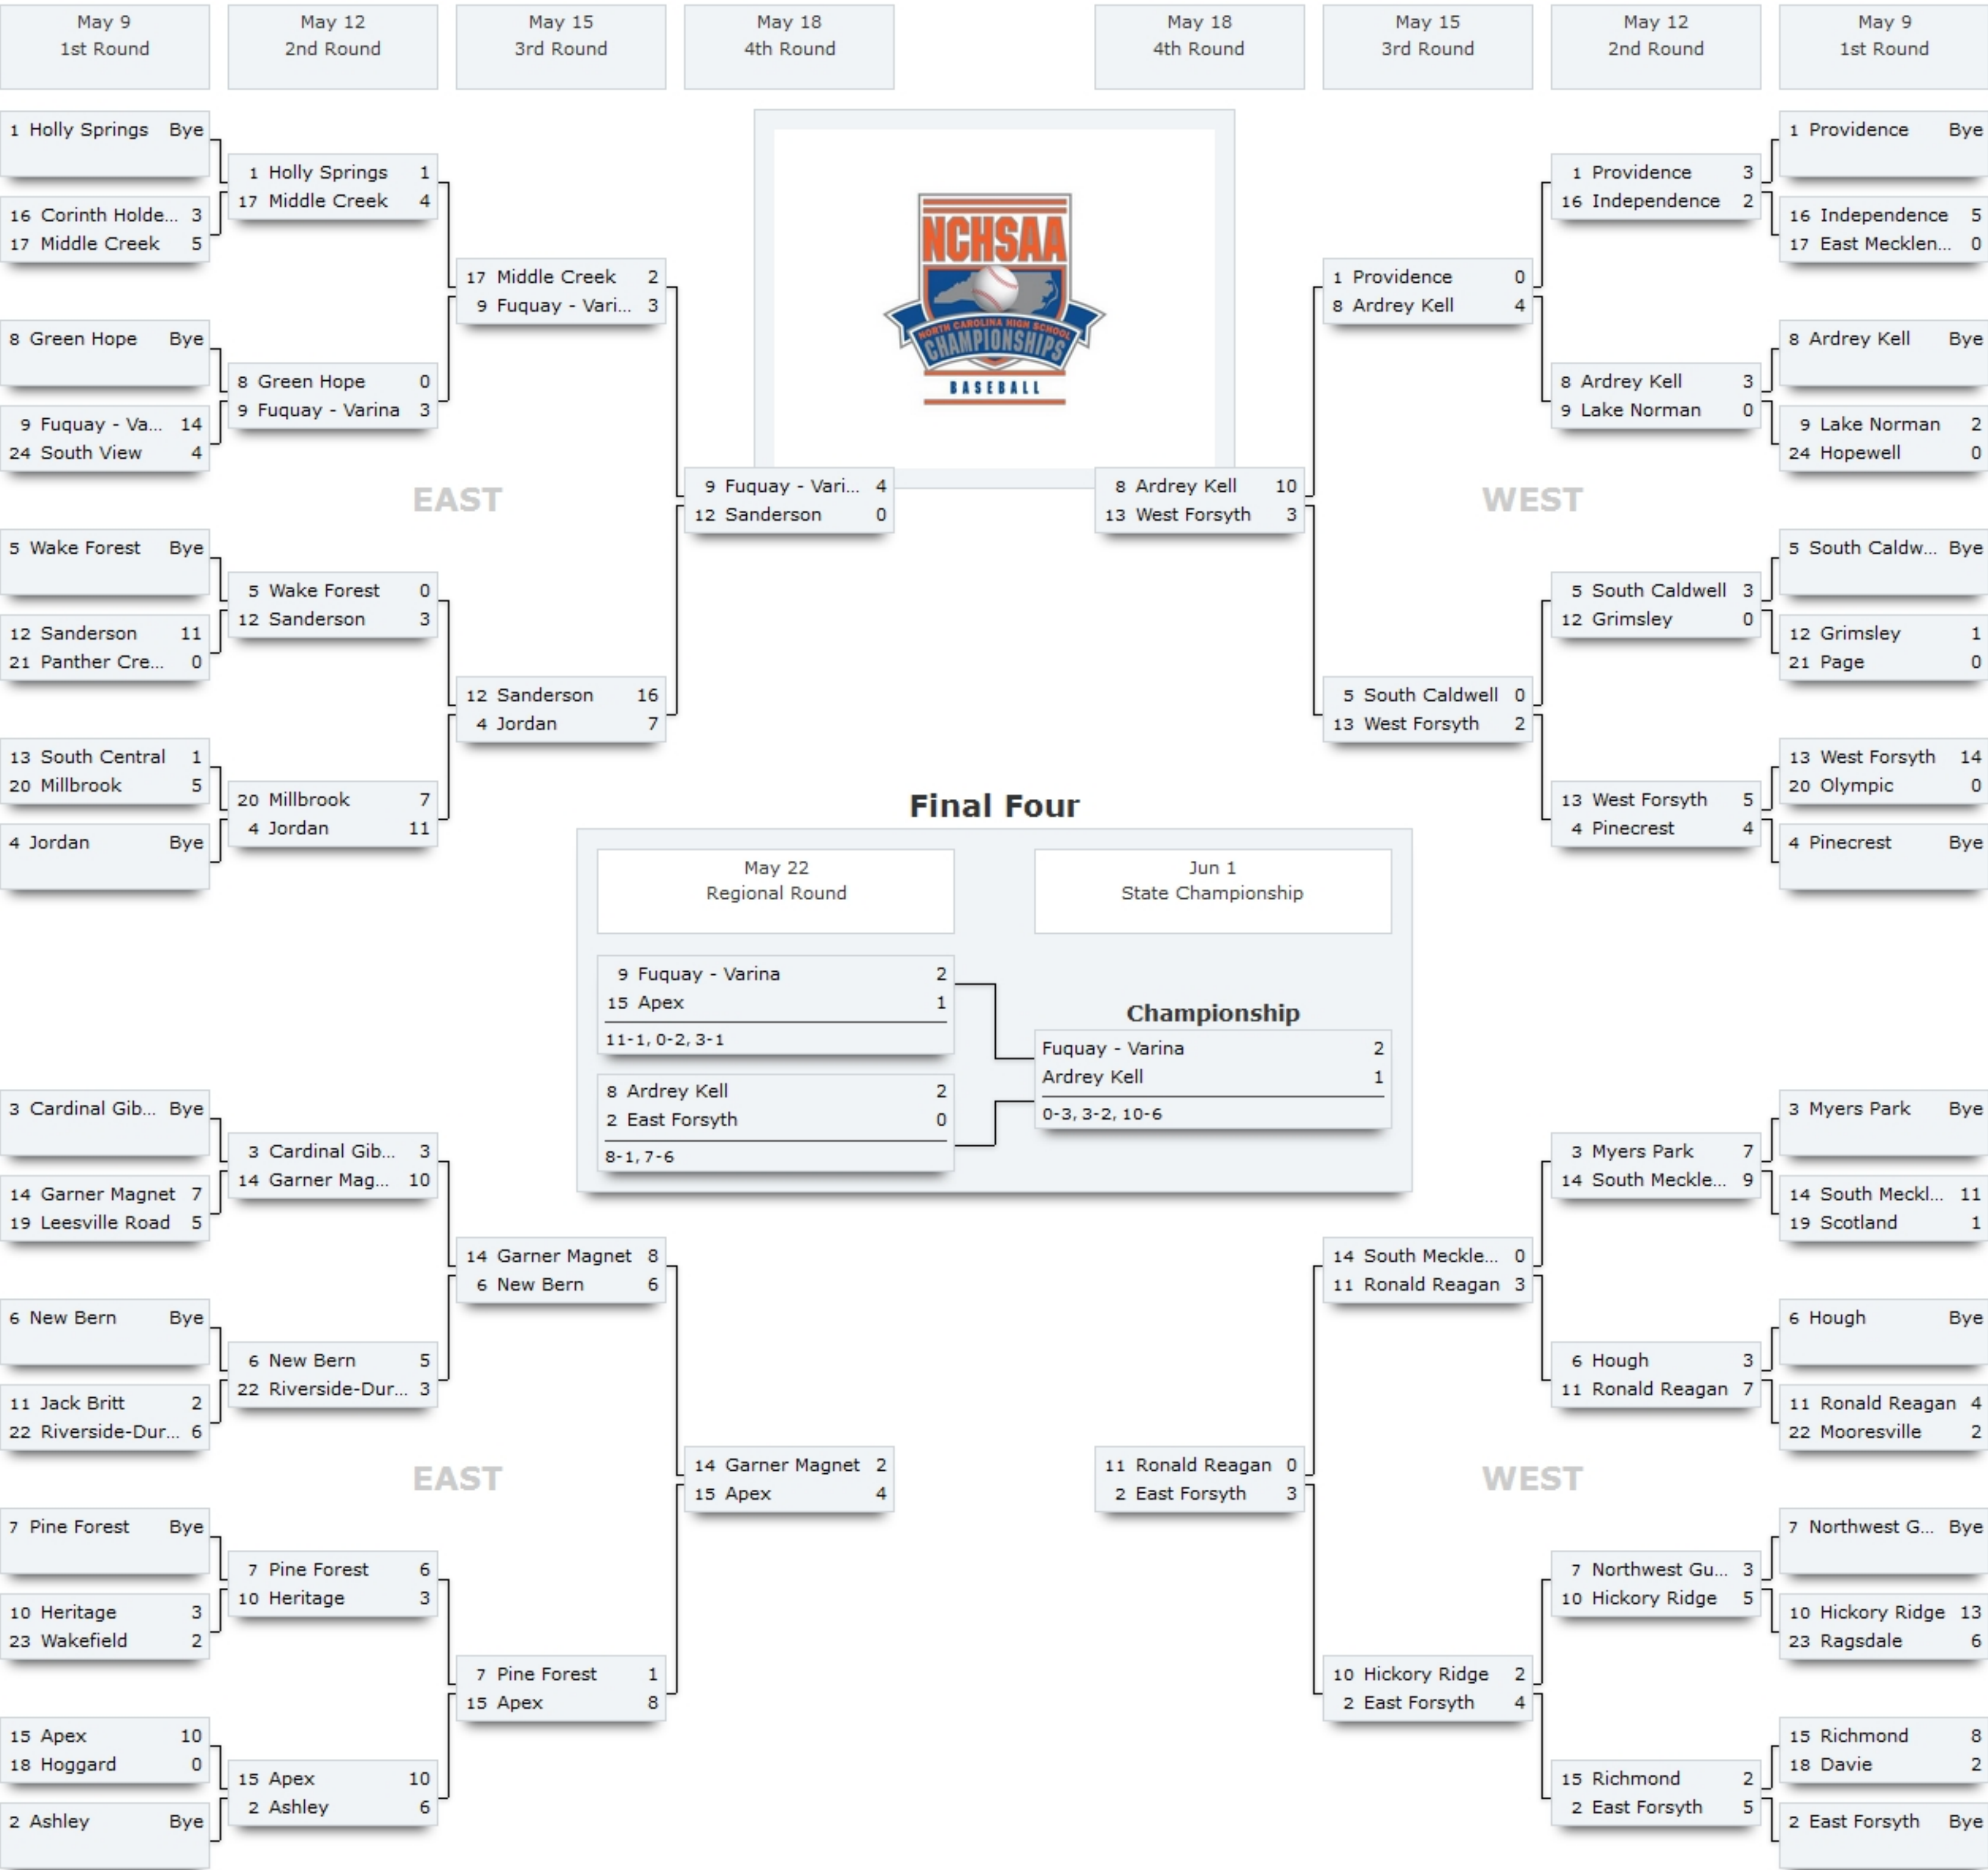 May 9
1st Round
May 12
2nd Round
May 15
3rd Round
May 18
4th Round
May 18
4th Round
May 15
3rd Round
May 12
2nd Round
May 9
1st Round
1 Holly Springs Bye
16 Corinth Holde... 3
17 Middle Creek 5
8 Green Hope Bye
9 Fuquay - Va... 14
24 South View 4
5 Wake Forest Bye
12 Sanderson 11
21 Panther Cre... 0
13 South Central 1
20 Millbrook 5
4 Jordan Bye
1 Holly Springs 1
17 Middle Creek 4
8 Green Hope 0
9 Fuquay - Varina 3
5 Wake Forest 0
12 Sanderson 3
20 Millbrook 7
4 Jordan 11
17 Middle Creek 2
9 Fuquay - Vari... 3
EAST
12 Sanderson 16
4 Jordan 7
9 Fuquay - Vari... 4
12 Sanderson 0
NCHSAA
NORTH CAROLINA HIGH SCHOOL
CHAMPIONSHIPS
BASEBALL
8 Ardrey Kell 10
13 West Forsyth 3
1 Providence 0
8 Ardrey Kell 4
WEST
5 South Caldwell 0
13 West Forsyth 2
1 Providence 3
16 Independence 2
8 Ardrey Kell 3
9 Lake Norman 0
5 South Caldwell 3
12 Grimsley 0
13 West Forsyth 5
4 Pinecrest 4
1 Providence Bye
16 Independence 5
17 East Mecklen... 0
8 Ardrey Kell Bye
9 Lake Norman 2
24 Hopewell 0
5 South Caldw... Bye
12 Grimsley 1
21 Page 0
13 West Forsyth 14
20 Olympic 0
4 Pinecrest Bye
Final Four
May 22
Regional Round
Jun 1
State Championship
9 Fuquay - Varina 2
15 Apex 1
11-1, 0-2, 3-1
8 Ardrey Kell 2
2 East Forsyth 0
8-1, 7-6
Championship
Fuquay - Varina 2
Ardrey Kell 1
0-3, 3-2, 10-6
3 Cardinal Gib... Bye
14 Garner Magnet 7
19 Leesville Road 5
6 New Bern Bye
11 Jack Britt 2
22 Riverside-Dur... 6
7 Pine Forest Bye
10 Heritage 3
23 Wakefield 2
15 Apex 10
18 Hoggard 0
2 Ashley Bye
3 Cardinal Gib... 3
14 Garner Mag... 10
6 New Bern 5
22 Riverside-Dur... 3
7 Pine Forest 6
10 Heritage 3
15 Apex 10
2 Ashley 6
14 Garner Magnet 8
6 New Bern 6
EAST
7 Pine Forest 1
15 Apex 8
14 Garner Magnet 2
15 Apex 4
11 Ronald Reagan 0
2 East Forsyth 3
14 South Meckle... 0
11 Ronald Reagan 3
WEST
10 Hickory Ridge 2
2 East Forsyth 4
3 Myers Park 7
14 South Meckle... 9
6 Hough 3
11 Ronald Reagan 7
7 Northwest Gu... 3
10 Hickory Ridge 5
15 Richmond 2
2 East Forsyth 5
3 Myers Park Bye
14 South Meckl... 11
19 Scotland 1
6 Hough Bye
11 Ronald Reagan 4
22 Mooresville 2
7 Northwest G... Bye
10 Hickory Ridge 13
23 Ragsdale 6
15 Richmond 8
18 Davie 2
2 East Forsyth Bye